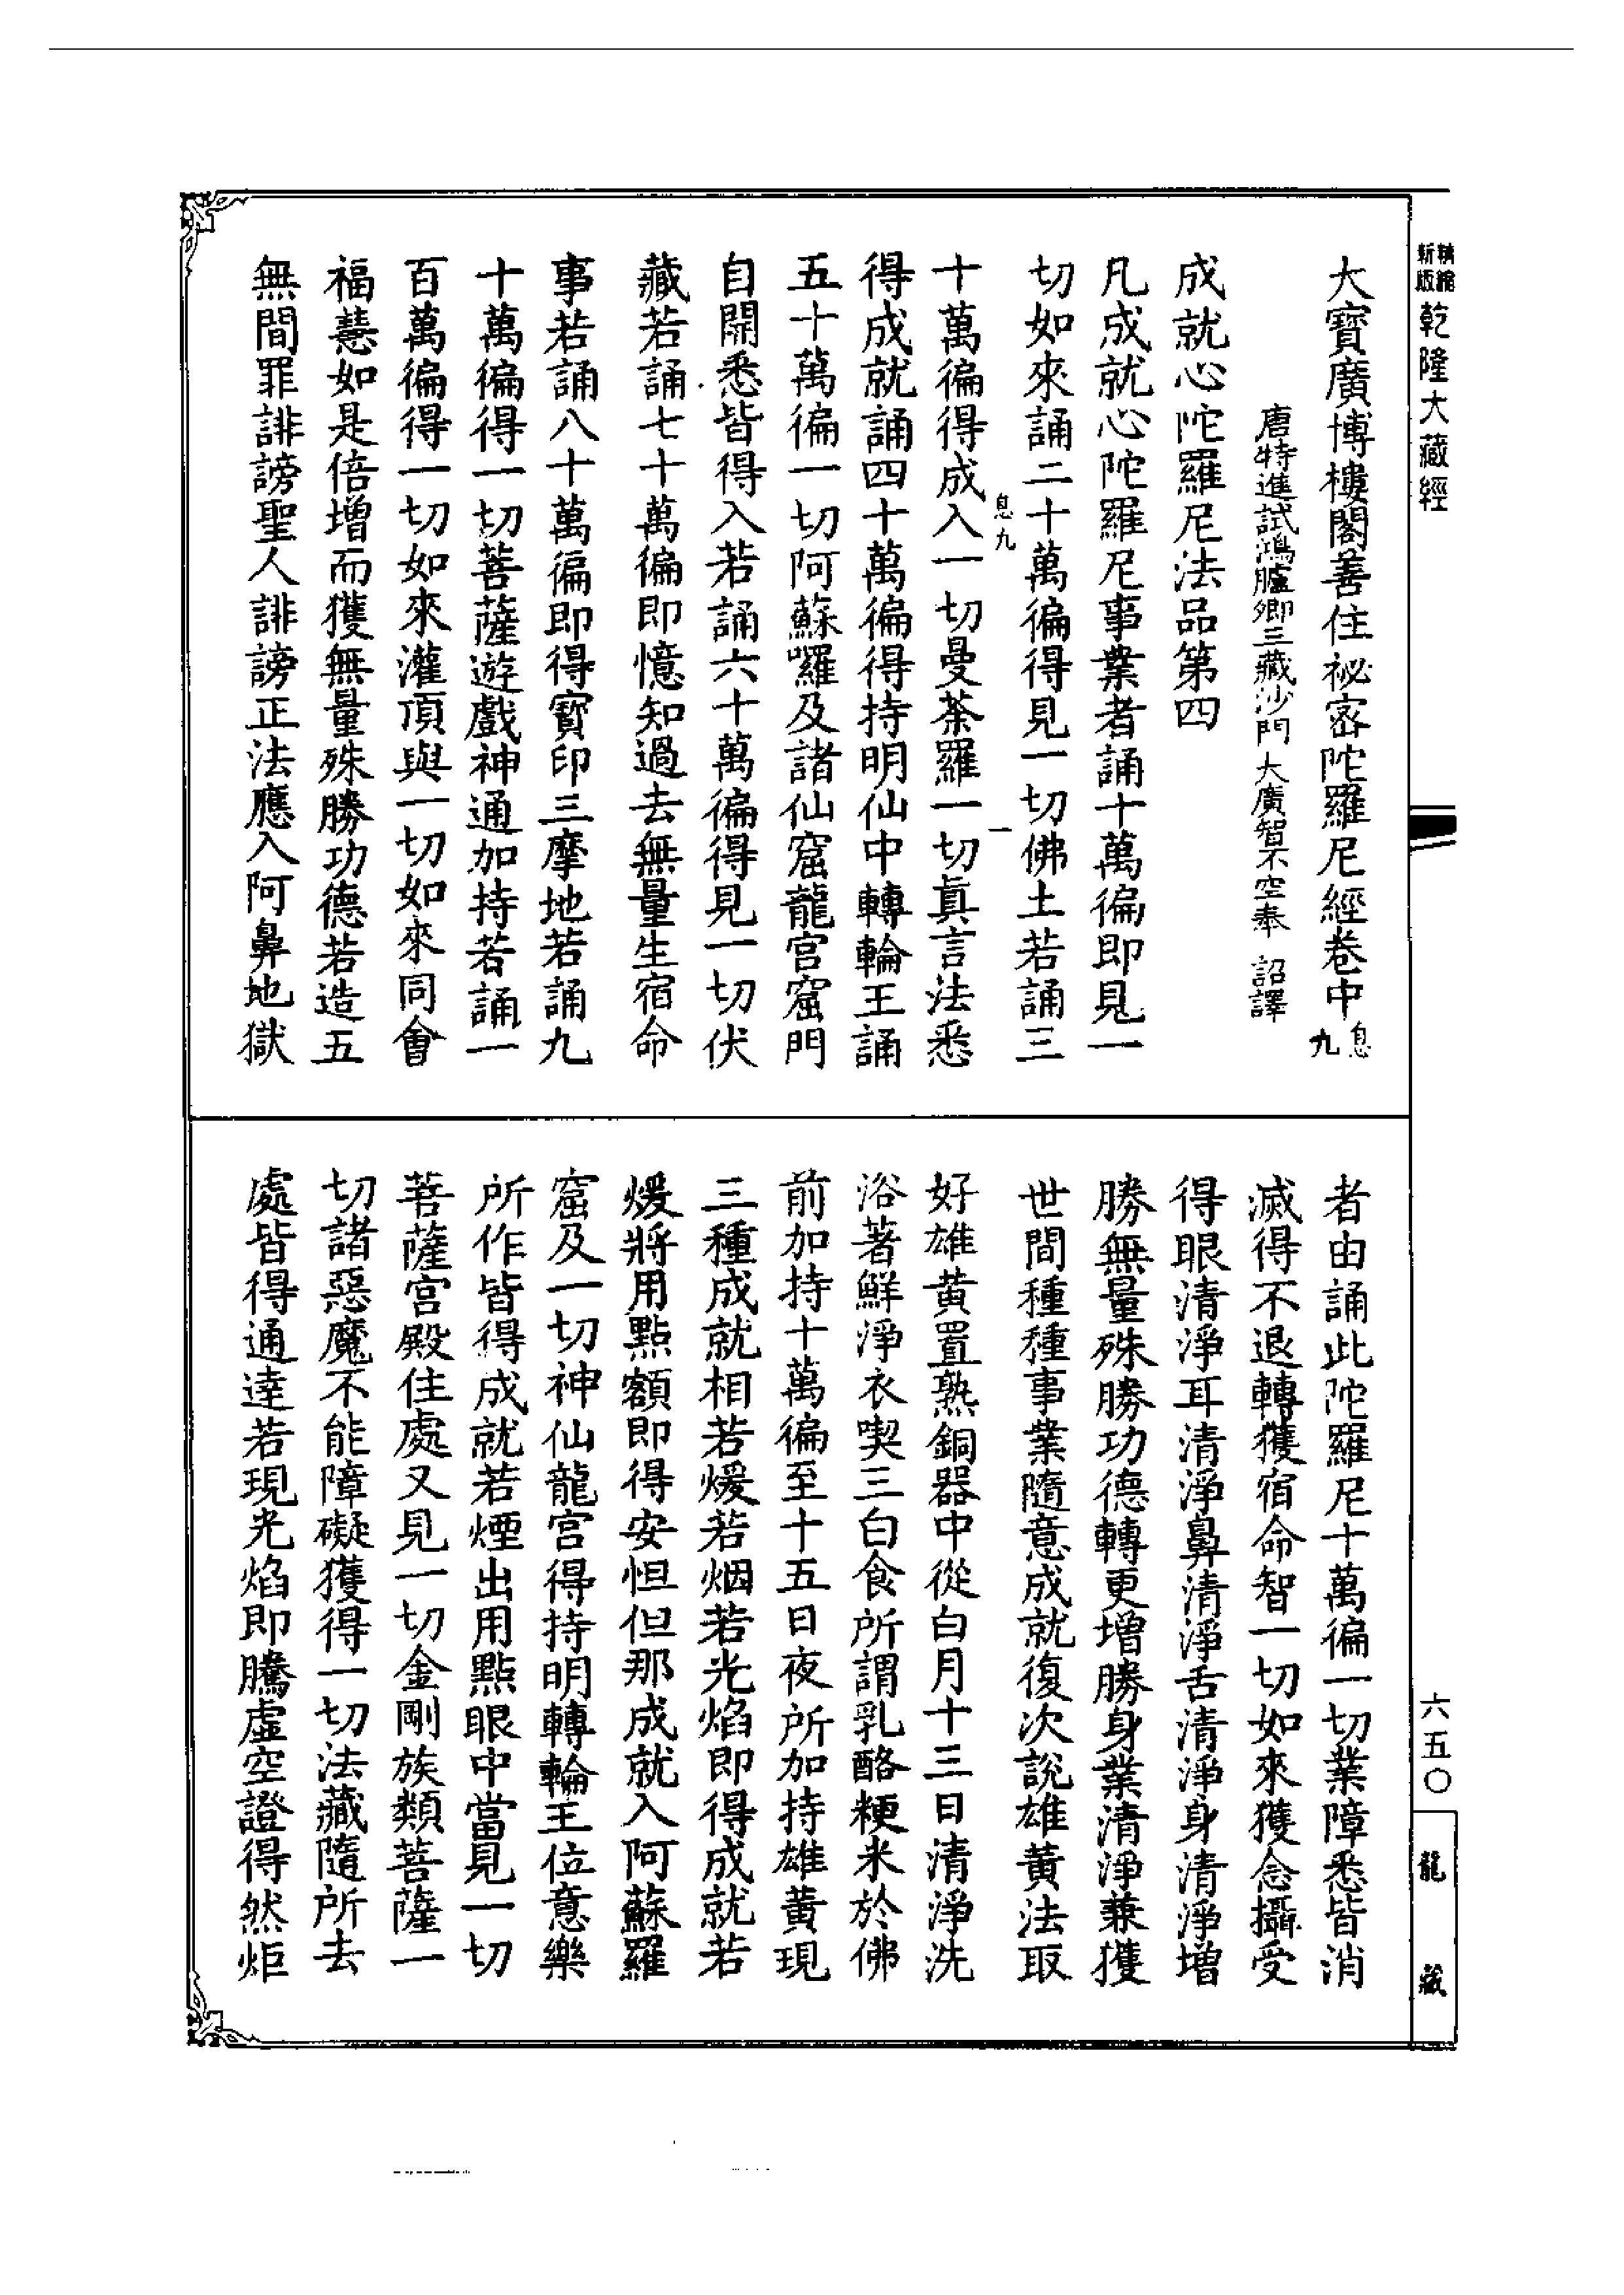 精縮新版乾隆大藏經
大寶廣博樓閣善住祕密陀羅尼經卷中 息九
唐特進試鴻臚卿三藏沙門大廣智不空奉 詔譯
成就心陀羅尼法品第四
凡成就心陀羅尼事業者誦十萬徧即見一
切如來誦二十萬徧得見一切佛土若誦三
息九 一
十萬徧得成入一切曼荼羅一切真言法悉
得成就誦四十萬徧得持明仙中轉輪王誦
五十萬徧一切阿蘇囉及諸仙窟龍宮窟門
自開悉皆得入若誦六十萬徧得見一切伏
藏若誦七十萬徧即憶知過去無量生宿命
事若誦八十萬徧即得寶印三摩地若誦九
十萬徧得一切菩薩遊戲神通加持若誦一
百萬徧得一切如來灌頂與一切如來同會
福慧如是倍增而獲無量殊勝功德若造五
無間罪誹謗聖人誹謗正法應入阿鼻地獄
者由誦此陀羅尼十萬徧一切業障悉皆消
滅得不退轉獲宿命智一切如來獲念攝受
得眼清淨耳清淨鼻清淨舌清淨身清淨增
勝無量殊勝功德轉更增勝身業清淨兼獲
世間種種事業隨意成就復次說雄黃法取
好雄黃置熟銅器中從白月十三日清淨洗
浴著鮮淨衣喫三白食所謂乳酪粳米於佛
前加持十萬徧至十五日夜所加持雄黃現
三種成就相若煖若烟若光焰即得成就若
煖將用點額即得安怛但那成就入阿蘇羅
窟及一切神仙龍宮得持明轉輪王位意樂
所作皆得成就若煙出用點眼中當見一切
菩薩宮殿住處又見一切金剛族類菩薩一
切諸惡魔不能障礙獲得一切法藏隨所去
處皆得通達若現光焰即騰虛空證得然炬
六五〇
龍藏